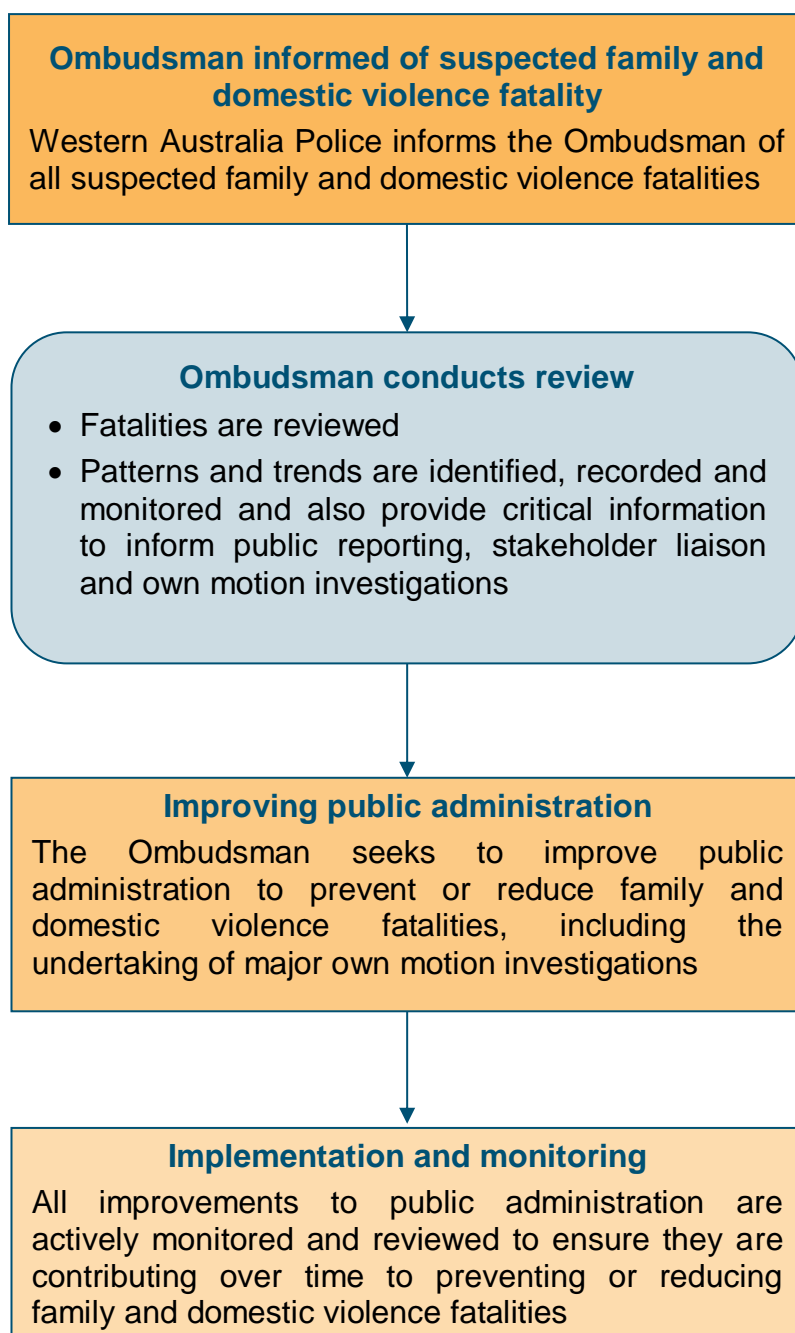 Ombudsman informed of suspected family and
domestic violence fatality
Western Australia Police informs the Ombudsman of
all suspected family and domestic violence fatalities
Ombudsman conducts review
• Fatalities are reviewed
• Patterns and trends are identified, recorded and
monitored and also provide critical information
to inform public reporting, stakeholder liaison
and own motion investigations
Improving public administration
The Ombudsman seeks to improve public
administration to prevent or reduce family and
domestic violence fatalities, including the
undertaking of major own motion investigations
Implementation and monitoring
All improvements to public administration are
actively monitored and reviewed to ensure they are
contributing over time to preventing or reducing
family and domestic violence fatalities